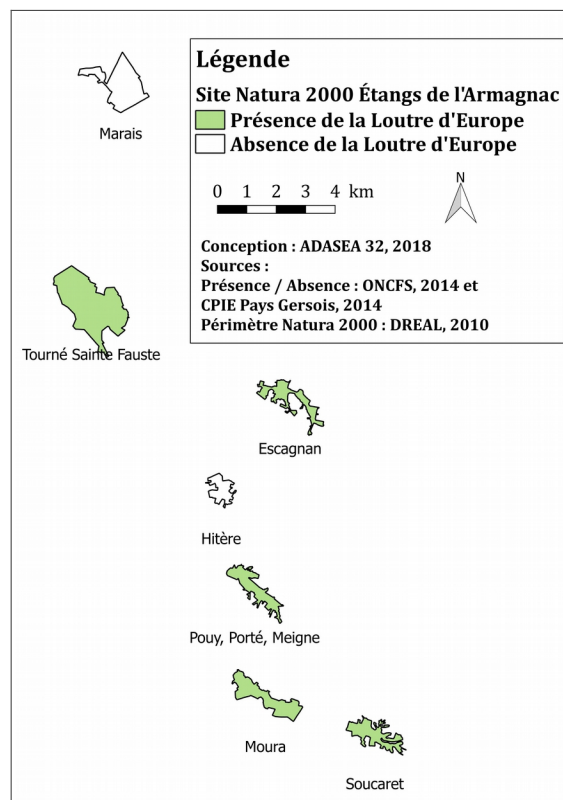 Légende
Site Natura 2000 Étangs de l'Armagnac
Présence de la Loutre d'Europe
Absence de la Loutre d'Europe
0 1 2 3 4 km
N
Conception : ADASEA 32, 2018
Sources :
Présence / Absence : ONCFS, 2014 et
CPIE Pays Gersois, 2014
Périmètre Natura 2000 : DREAL, 2010
Marais
Tourné Sainte Fauste
Escagnan
Hitère
Pouy, Porté, Meigne
Moura
Soucaret